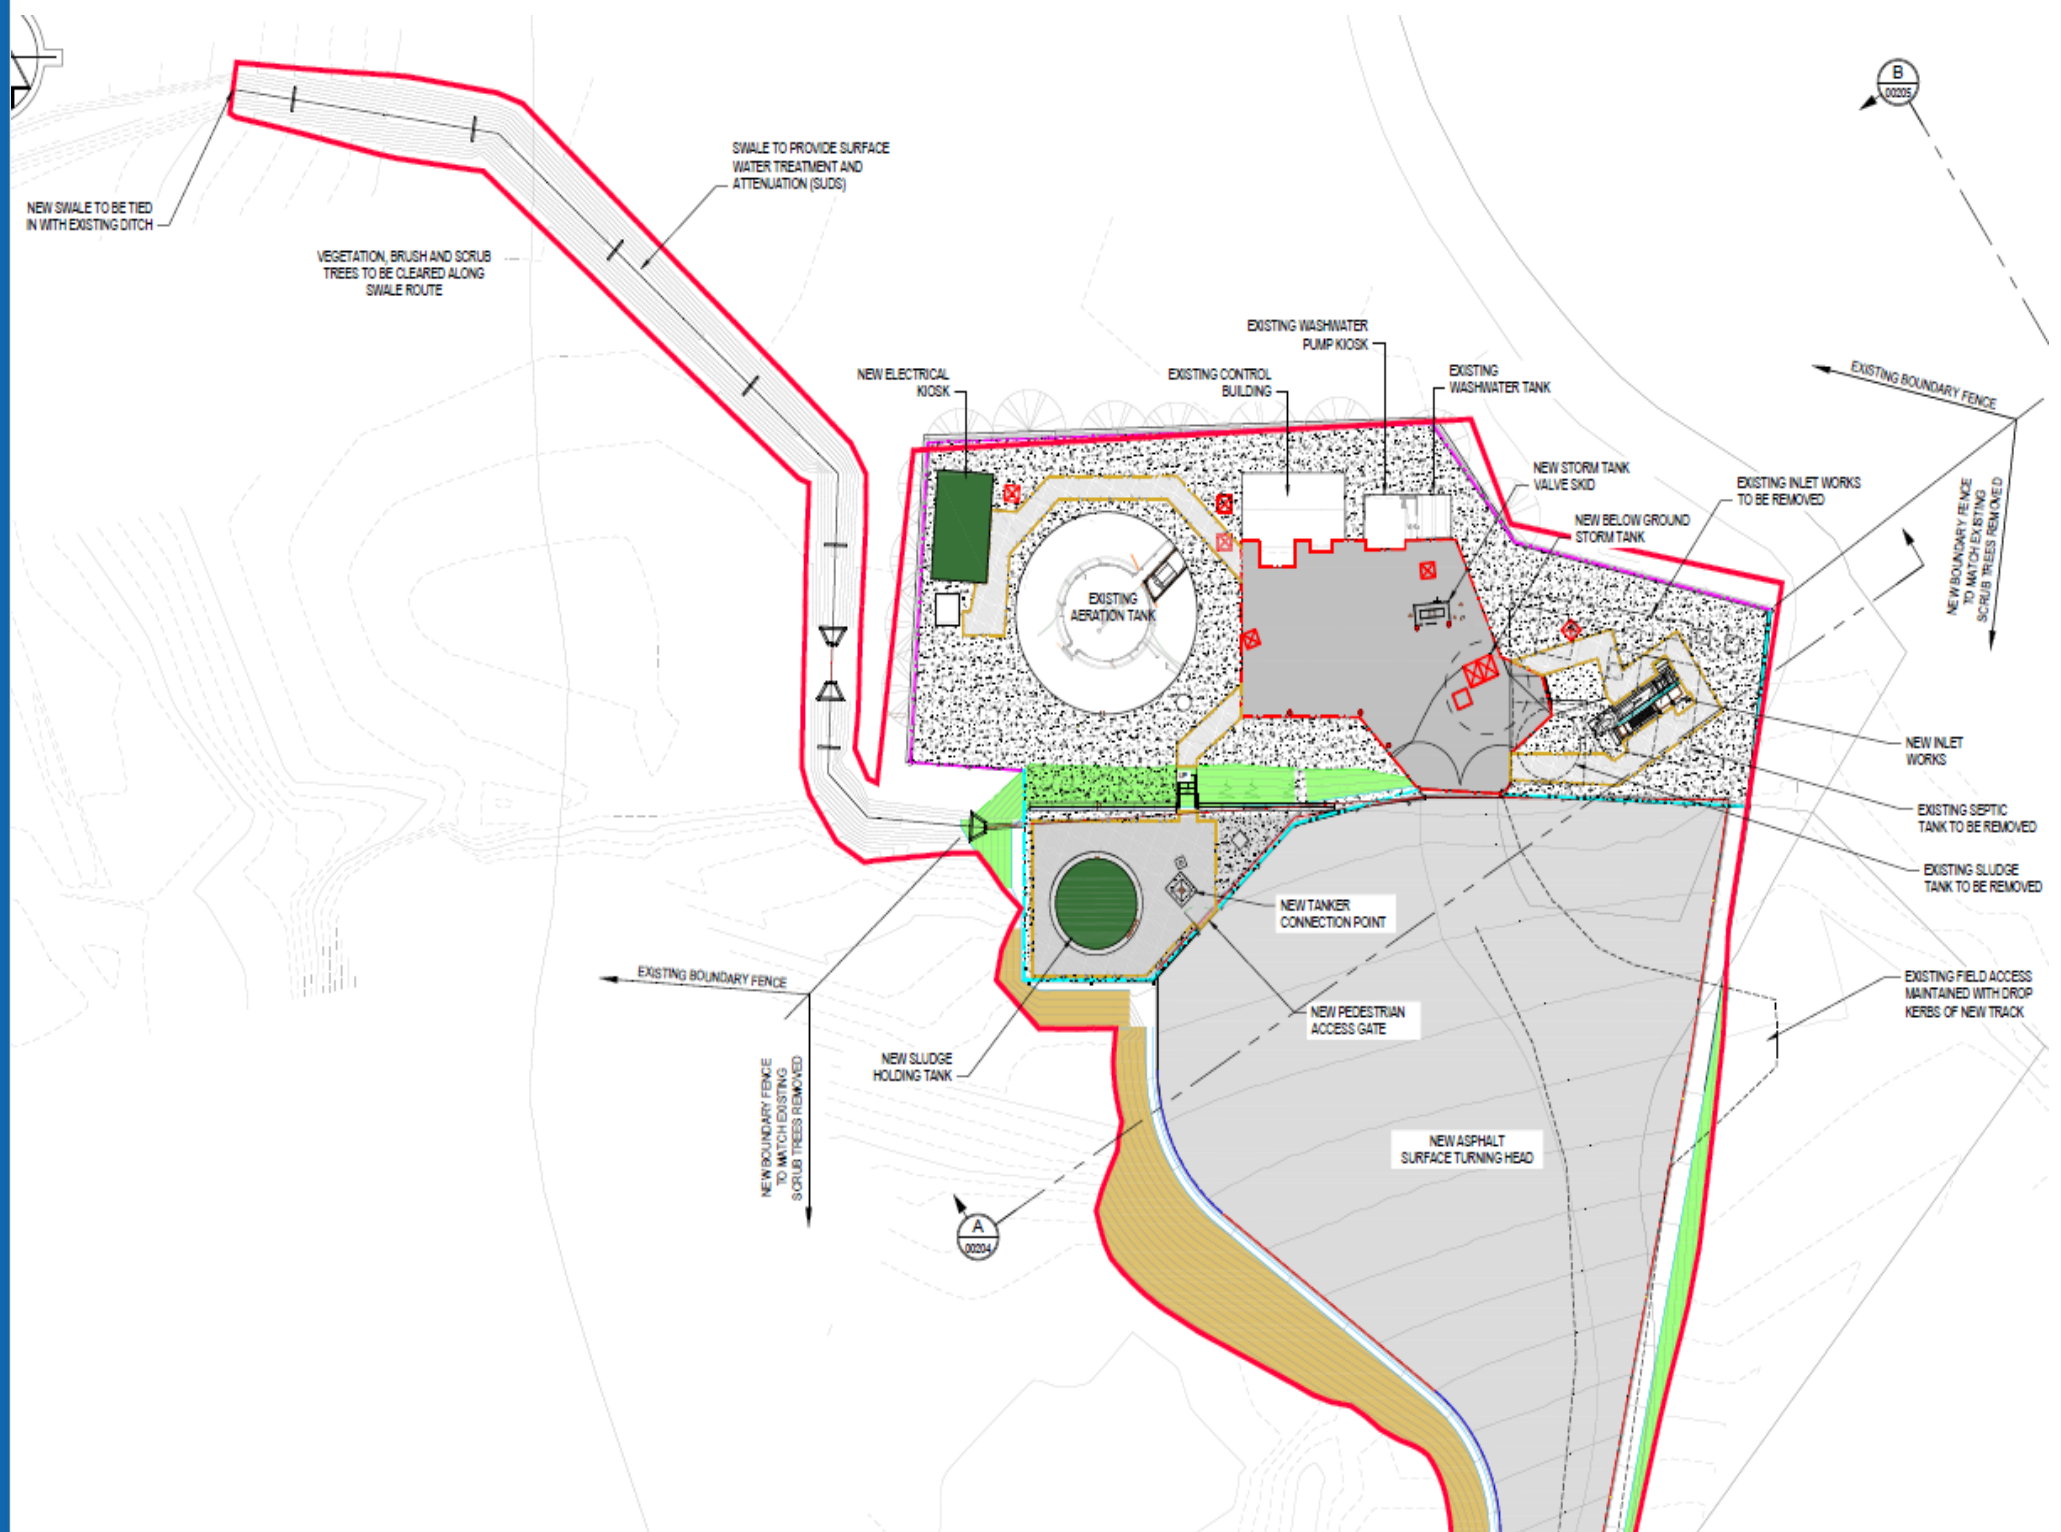 B
00205
SWALE TO PROVIDE SURFACE
WATER TREATMENT AND
ATTENUATION (SUDS)
NEW SWALE TO BE TIED
IN WITH EXISTING DITCH
VEGETATION, BRUSH AND SCRUB
TREES TO BE CLEARED ALONG
SWALE ROUTE
EXISTING WASHWATER
PUMP KIOSK
NEW ELECTRICAL
KIOSK
EXISTING CONTROL
BUILDING
EXISTING
WASHWATER TANK
EXISTING BOUNDARY FENCE
NEW BOUNDARY FENCE
TO MATCH EXISTING
SCRUB TREES REMOVED
NEW STORM TANK
VALVE SKID
EXISTING INLET WORKS
TO BE REMOVED
NEW BELOW GROUND
STORM TANK
EXISTING
AERATION TANK
NEW INLET
WORKS
UP
EXISTING SEPTIC
TANK TO BE REMOVED
EXISTING SLUDGE
TANK TO BE REMOVED
NEW TANKER
CONNECTION POINT
EXISTING BOUNDARY FENCE
NEW BOUNDARY FENCE
TO MATCH EXISTING
SCRUB TREES REMOVED
EXISTING FIELD ACCESS
MAINTAINED WITH DROP
KERBS OF NEW TRACK
NEW PEDESTRIAN
ACCESS GATE
NEW SLUDGE
HOLDING TANK
NEW ASPHALT
SURFACE TURNING HEAD
A
00204